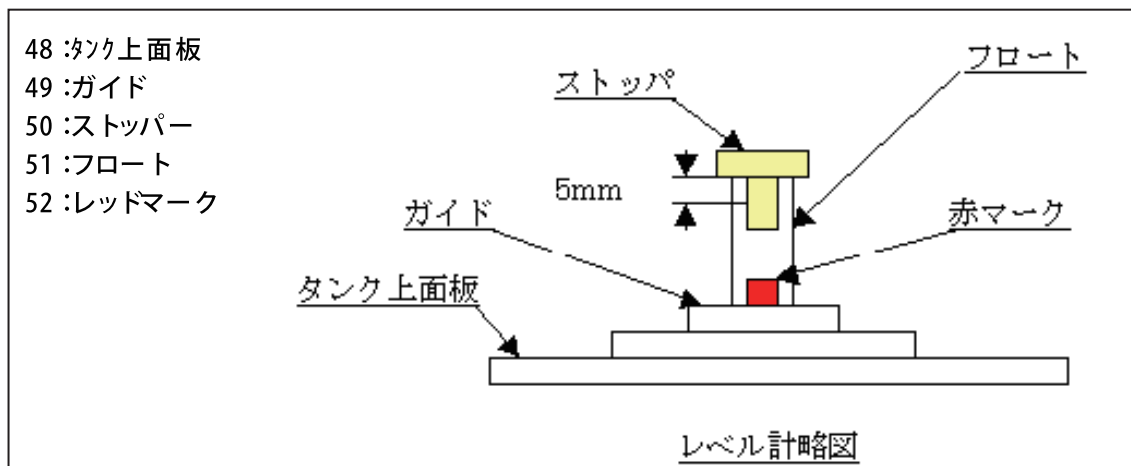 48 :タンク上面板
49 :ガイド
50 :ストッパー
51 :フロート
52 :レッドマーク
フロート
ストッパ
5mm
ガイド
赤マーク
タンク上面板
レベル計略図